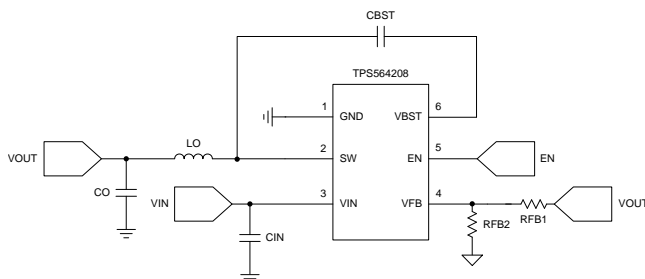 CBST
TPS564208
1 GND VBST 6
LO
VOUT 2 SW EN 5 EN
CO
VIN 3 VIN VFB 4
VOUT
RFB1
RFB2
CIN